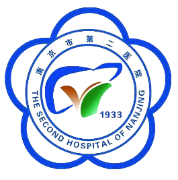 南京市第二医院
1933
THE SECOND HOSPITAL OF NANJING